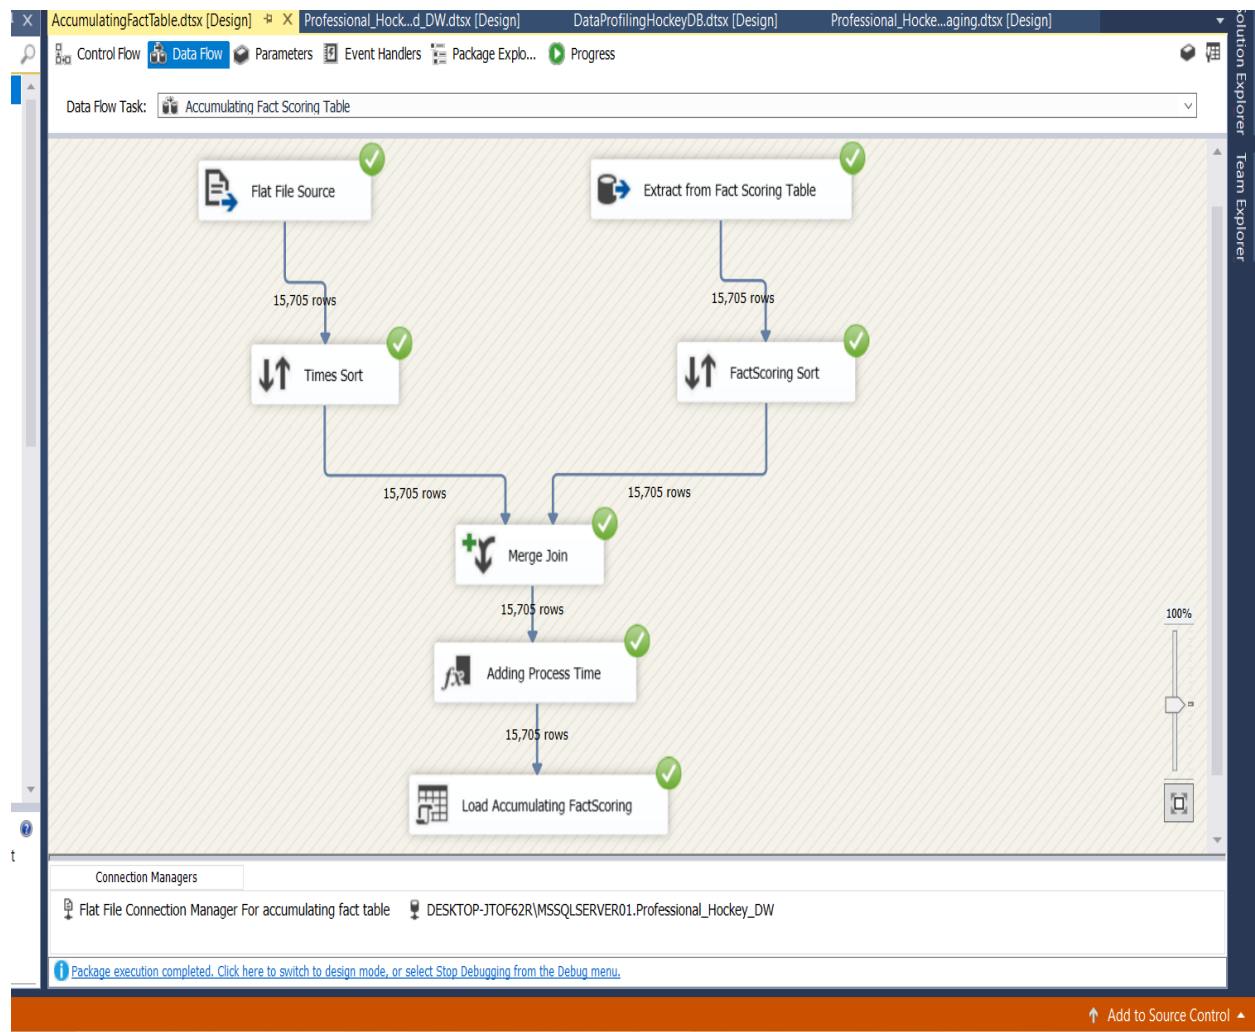 AccumulatingFactTable.dtsx [Design] X Professional_Hock...d_DW.dtsx [Design] DataProfilingHockeyDB.dtsx [Design] Professional_Hocke...aging.dtsx [Design]
Control Flow Data Flow Parameters Event Handlers Package Explo... Progress
Data Flow Task: Accumulating Fact Scoring Table
Flat File Source
Extract from Fact Scoring Table
15,705 rows
15,705 rows
Times Sort
FactScoring Sort
15,705 rows
15,705 rows
Merge Join
15,705 rows
100%
Adding Process Time
15,705 rows
Load Accumulating FactScoring
Connection Managers
Flat File Connection Manager For accumulating fact table DESKTOP-JTOF62R\MSSQLSERVER01.Professional_Hockey_DW
Package execution completed. Click here to switch to design mode, or select Stop Debugging from the Debug menu.
Add to Source Control
Solution Explorer
Team Explorer